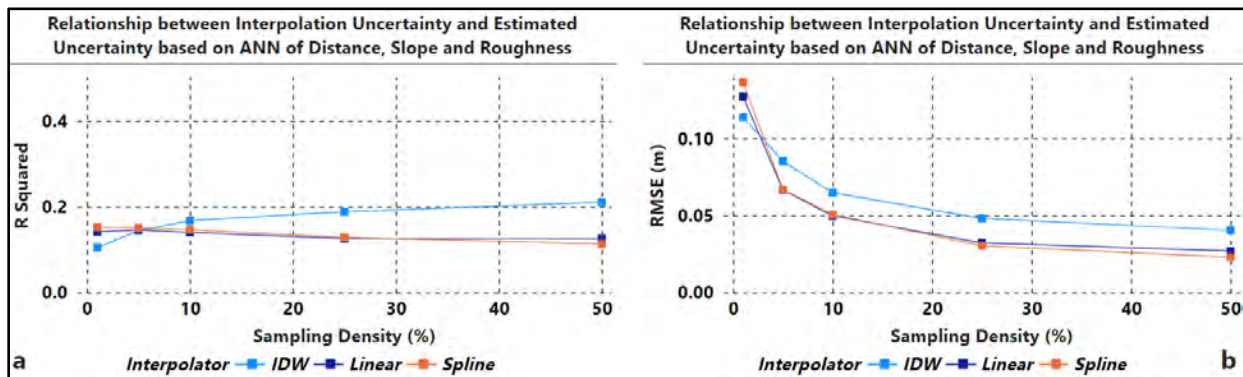 Relationship between Interpolation Uncertainty and Estimated
Uncertainty based on ANN of Distance, Slope and Roughness
R Squared
0.4
0.2
0.0
0 10 20 30 40 50
Sampling Density (%)
a Interpolator IDW Linear Spline
Relationship between Interpolation Uncertainty and Estimated
Uncertainty based on ANN of Distance, Slope and Roughness
RMSE (m)
0.10
0.05
0.00
0 10 20 30 40 50
Sampling Density (%)
Interpolator IDW Linear Spline b